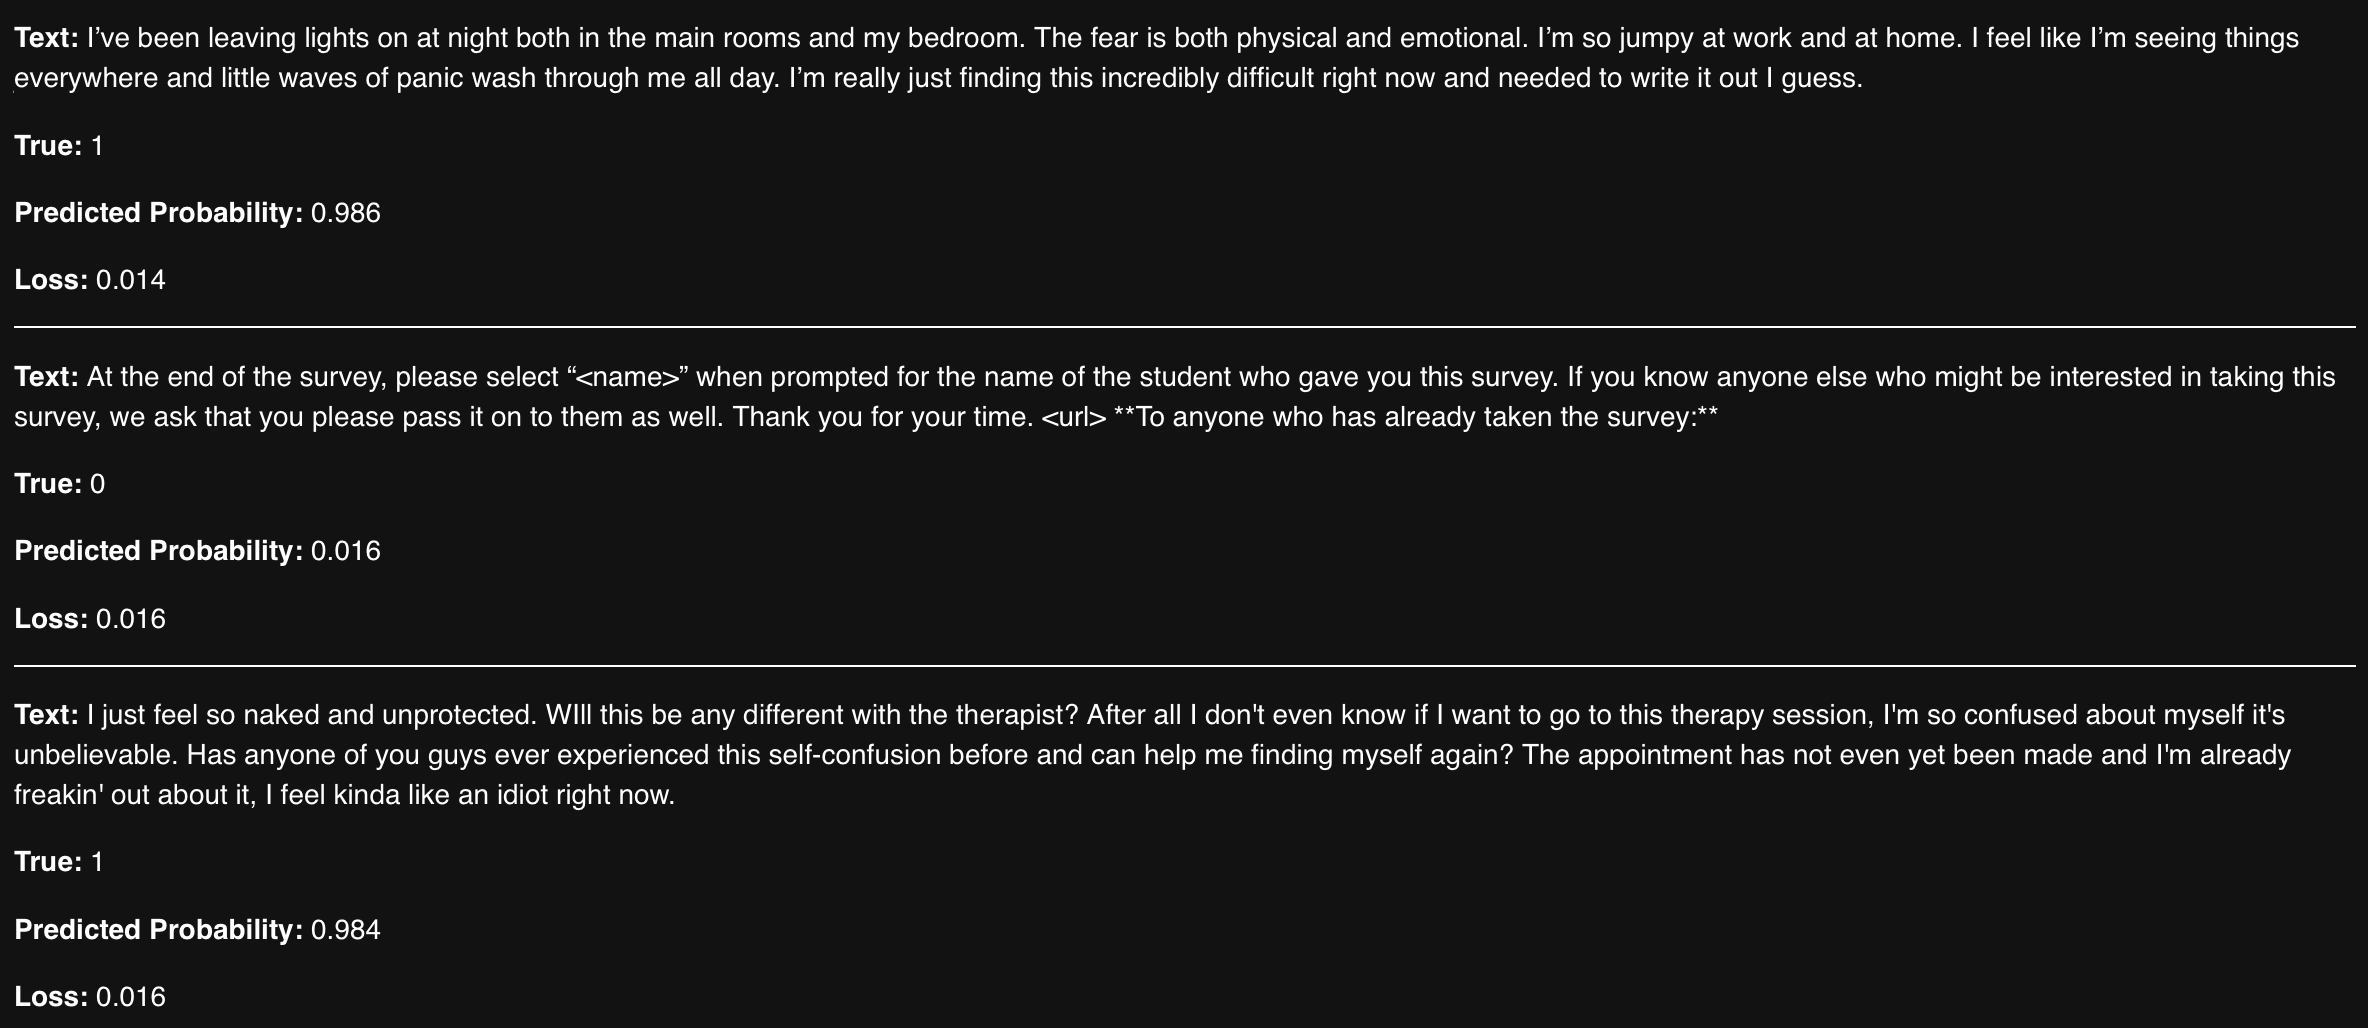 Text: I’ve been leaving lights on at night both in the main rooms and my bedroom. The fear is both physical and emotional. I’m so jumpy at work and at home. I feel like I’m seeing things
everywhere and little waves of panic wash through me all day. I’m really just finding this incredibly difficult right now and needed to write it out I guess.
True: 1
Predicted Probability: 0.986
Loss: 0.014
Text: At the end of the survey, please select “<name>” when prompted for the name of the student who gave you this survey. If you know anyone else who might be interested in taking this
survey, we ask that you please pass it on to them as well. Thank you for your time. <url> **To anyone who has already taken the survey:**
True: 0
Predicted Probability: 0.016
Loss: 0.016
Text: I just feel so naked and unprotected. WIll this be any different with the therapist? After all I don't even know if I want to go to this therapy session, I'm so confused about myself it's
unbelievable. Has anyone of you guys ever experienced this self-confusion before and can help me finding myself again? The appointment has not even yet been made and I'm already
freakin' out about it, I feel kinda like an idiot right now.
True: 1
Predicted Probability: 0.984
Loss: 0.016